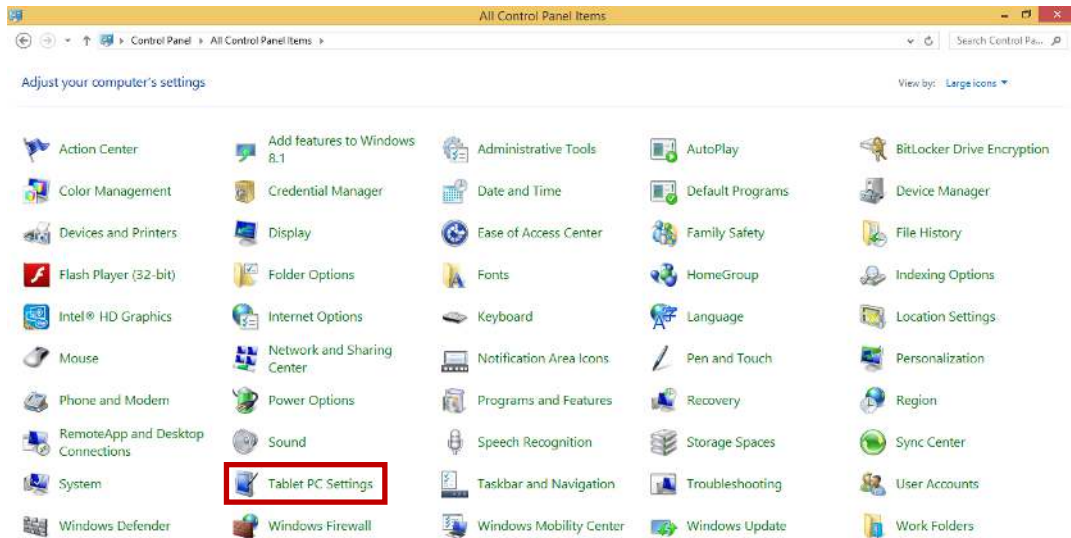 All Control Panel Items
Control Panel All Control Panel Items Search Control Pa...
Adjust your computer's settings View by: Large icons
Action Center Add features to Windows 8.1 Administrative Tools AutoPlay BitLocker Drive Encryption
Color Management Credential Manager Date and Time Default Programs Device Manager
Devices and Printers Display Ease of Access Center Family Safety File History
Flash Player (32-bit) Folder Options Fonts HomeGroup Indexing Options
Intel® HD Graphics Internet Options Keyboard Language Location Settings
Mouse Network and Sharing Center Notification Area Icons Pen and Touch Personalization
Phone and Modem Power Options Programs and Features Recovery Region
RemoteApp and Desktop Connections Sound Speech Recognition Storage Spaces Sync Center
System Tablet PC Settings Taskbar and Navigation Troubleshooting User Accounts
Windows Defender Windows Firewall Windows Mobility Center Windows Update Work Folders